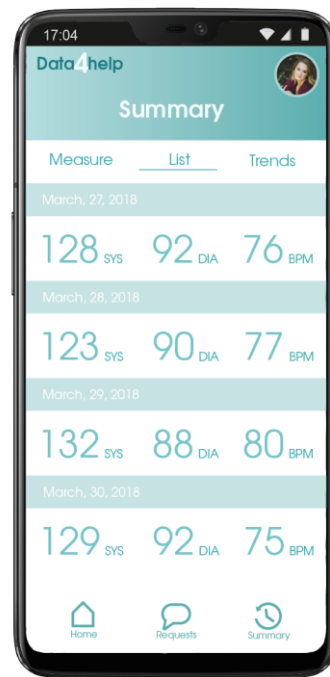 17:04
Data4help
Summary
Measure List Trends
March, 27, 2018
128 SYS 92 DIA 76 BPM
March, 28, 2018
123 SYS 90 DIA 77 BPM
March, 29, 2018
132 SYS 88 DIA 80 BPM
March, 30, 2018
129 SYS 92 DIA 75 BPM
Home Requests Summary